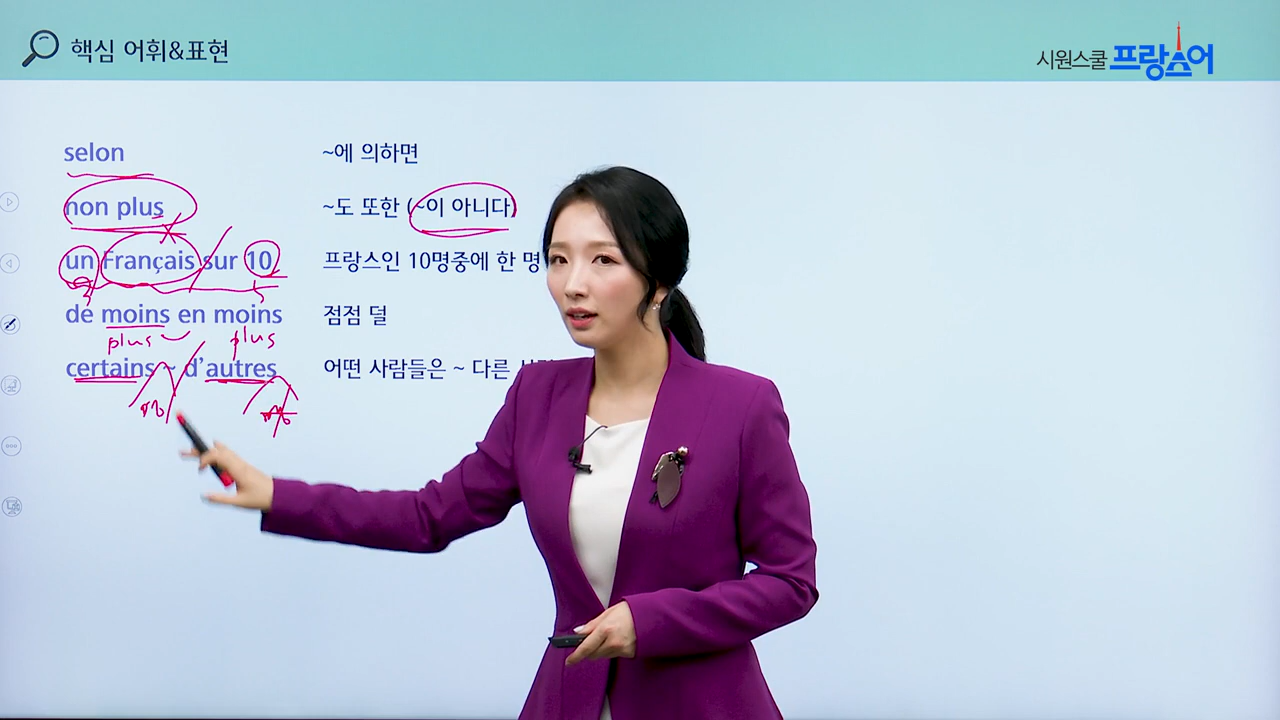 핵심 어휘&표현
시원스쿨 프랑스어
selon ~에 의하면
non plus ~도 또한 (~이 아니다)
un Français sur 10 프랑스인 10명중에 한 명
5
de moins en moins 점점 덜
plus plus
certains ~ d'autres 어떤 사람들은 ~ 다른